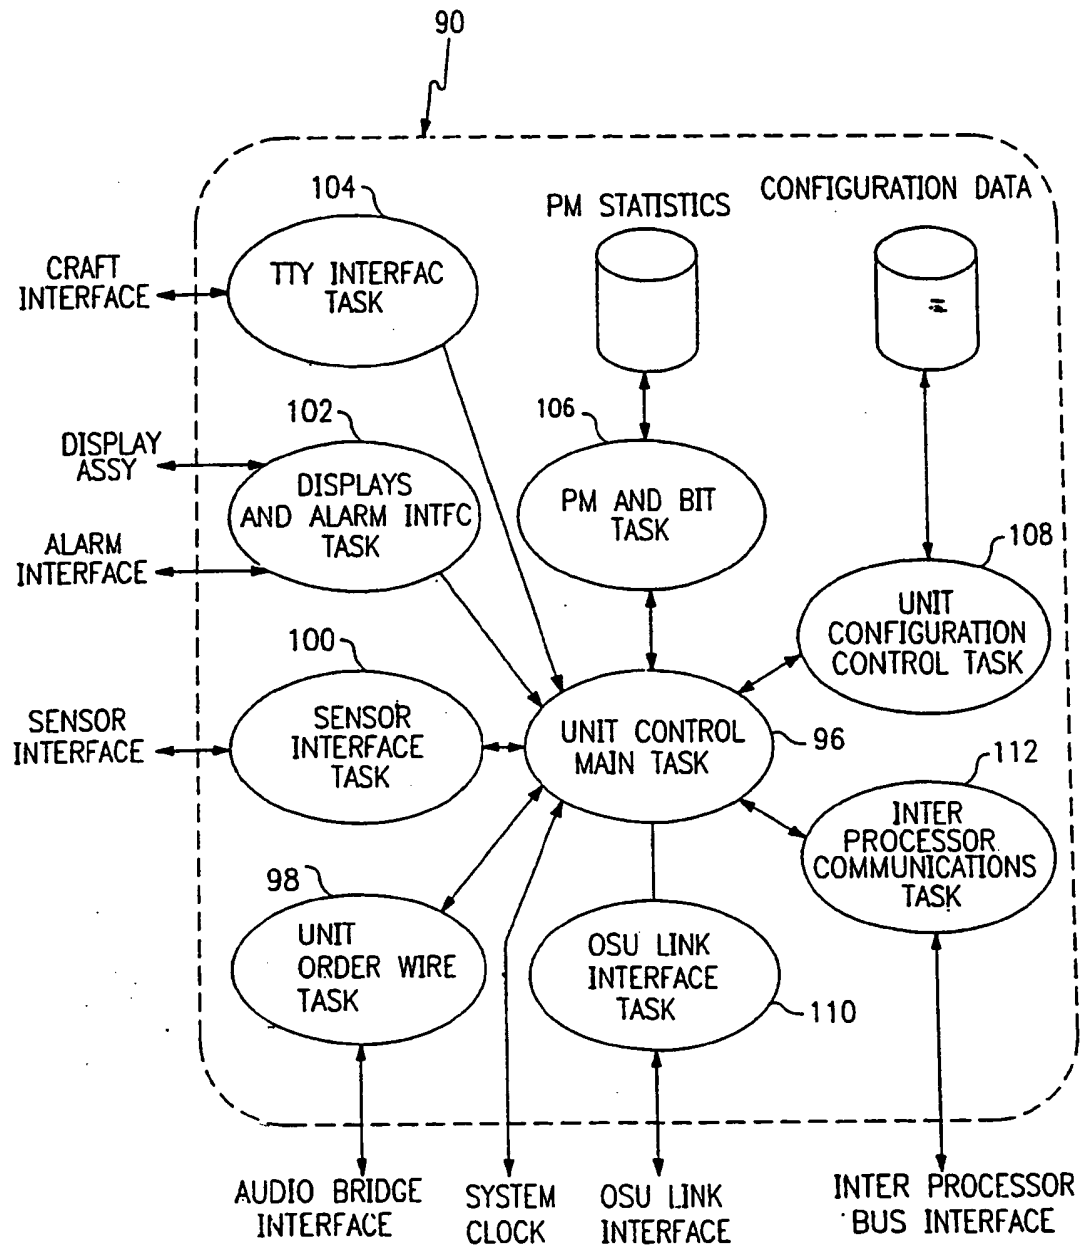 90
104
PM STATISTICS
CONFIGURATION DATA
CRAFT
INTERFACE
TTY INTERFAC
TASK
102
106
DISPLAY
ASSY
DISPLAYS
AND ALARM INTFC
TASK
PM AND BIT
TASK
ALARM
INTERFACE
108
UNIT
CONFIGURATION
CONTROL TASK
100
SENSOR
INTERFACE
SENSOR
INTERFACE
TASK
UNIT CONTROL
MAIN TASK
96
112
INTER
PROCESSOR
COMMUNICATIONS
TASK
98
UNIT
ORDER WIRE
TASK
OSU LINK
INTERFACE
TASK
110
AUDIO BRIDGE
INTERFACE
SYSTEM
CLOCK
OSU LINK
INTERFACE
INTER PROCESSOR
BUS INTERFACE